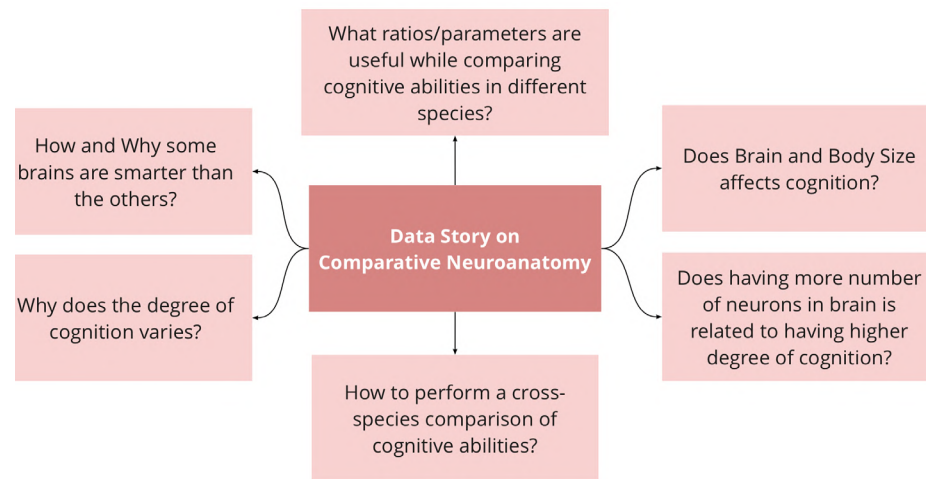 What ratios/parameters are
useful while comparing
cognitive abilities in different
species?
How and Why some
brains are smarter than
the others?
Does Brain and Body Size
affects cognition?
Data Story on
Comparative Neuroanatomy
Why does the degree of
cognition varies?
Does having more number
of neurons in brain is
related to having higher
degree of cognition?
How to perform a cross-
species comparison of
cognitive abilities?